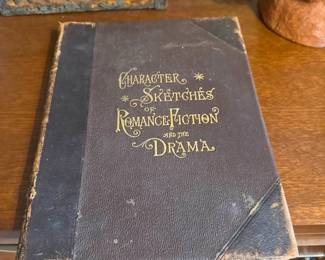 CHARACTER
SKETCHES
OF
ROMANCE FICTION
AND THE
DRAMA.